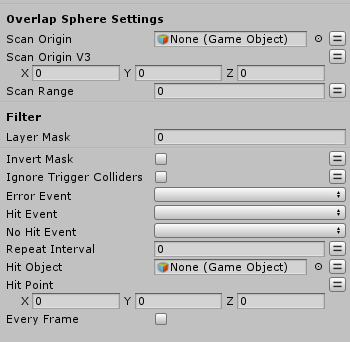 Overlap Sphere Settings
Scan Origin None (Game Object)
Scan Origin V3
X 0 Y 0 Z 0
Scan Range 0
Filter
Layer Mask 0
Invert Mask
Ignore Trigger Colliders
Error Event
Hit Event
No Hit Event
Repeat Interval 0
Hit Object None (Game Object)
Hit Point
X 0 Y 0 Z 0
Every Frame